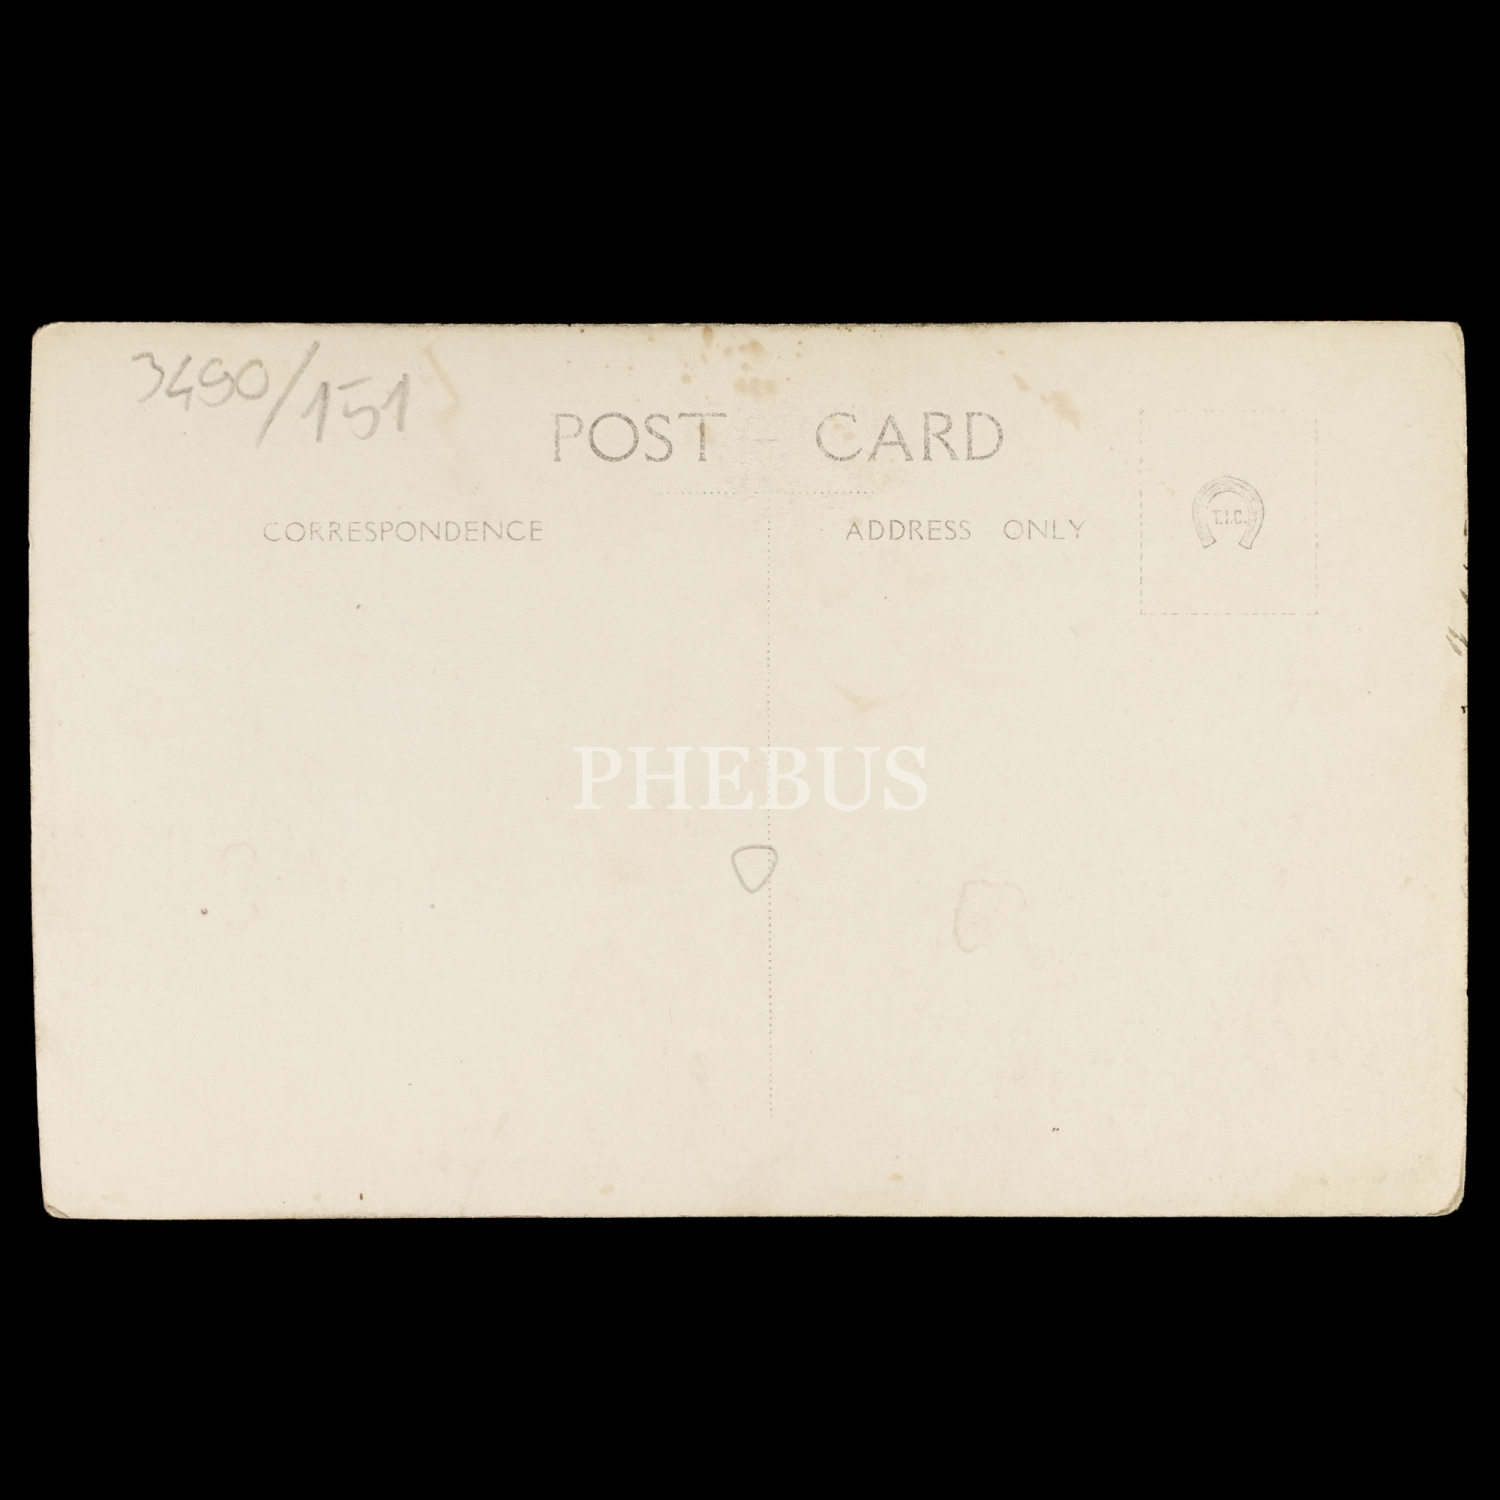 3490/151
POST CARD
CORRESPONDENCE
ADDRESS ONLY
T.I.C.
PHEBUS